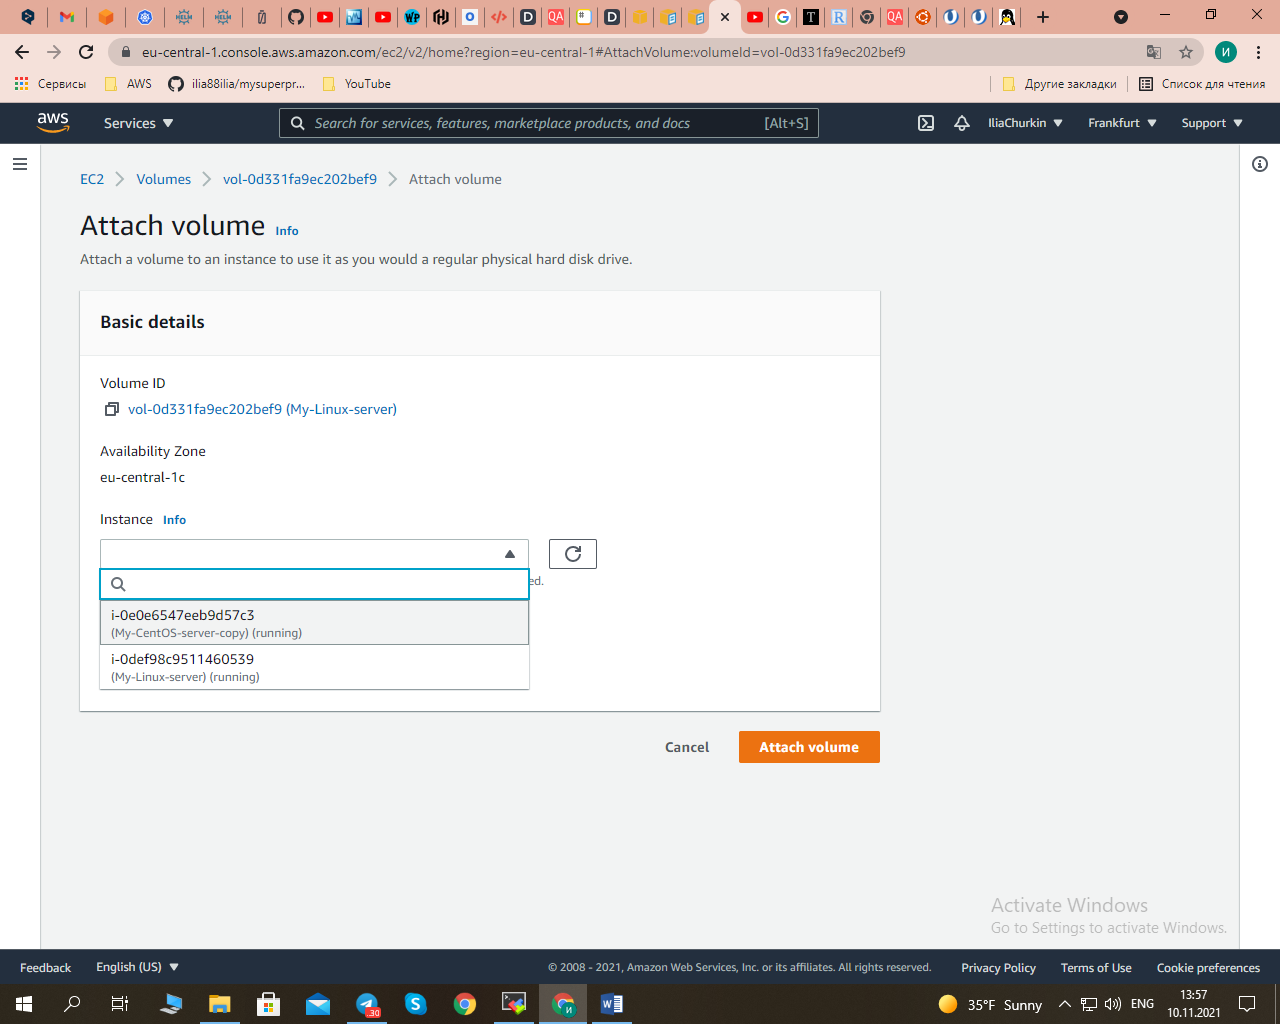 eu-central-1.console.aws.amazon.com/ec2/v2/home?region=eu-central-1#AttachVolume:volumeId=vol-0d331fa9ec202bef9
И
Сервисы AWS ilia88ilia/mysuperpr... YouTube Другие закладки Список для чтения
aws Services Search for services, features, marketplace products, and docs [Alt+S] IliaChurkin Frankfurt Support
EC2 Volumes vol-0d331fa9ec202bef9 Attach volume
Attach volume Info
Attach a volume to an instance to use it as you would a regular physical hard disk drive.
Basic details
Volume ID
vol-0d331fa9ec202bef9 (My-Linux-server)
Availability Zone
eu-central-1c
Instance Info
ed.
i-0e0e6547eeb9d57c3
(My-CentOS-server-copy) (running)
i-0def98c9511460539
(My-Linux-server) (running)
Cancel Attach volume
Activate Windows
Go to Settings to activate Windows.
Feedback English (US) © 2008 - 2021, Amazon Web Services, Inc. or its affiliates. All rights reserved. Privacy Policy Terms of Use Cookie preferences
35°F Sunny ENG 13:57
10.11.2021